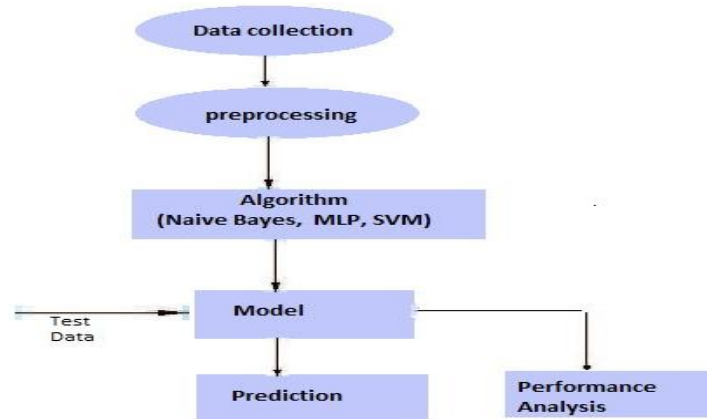 Data collection
preprocessing
Algorithm
(Naive Bayes, MLP, SVM)
Model
Test
Data
Prediction
Performance
Analysis